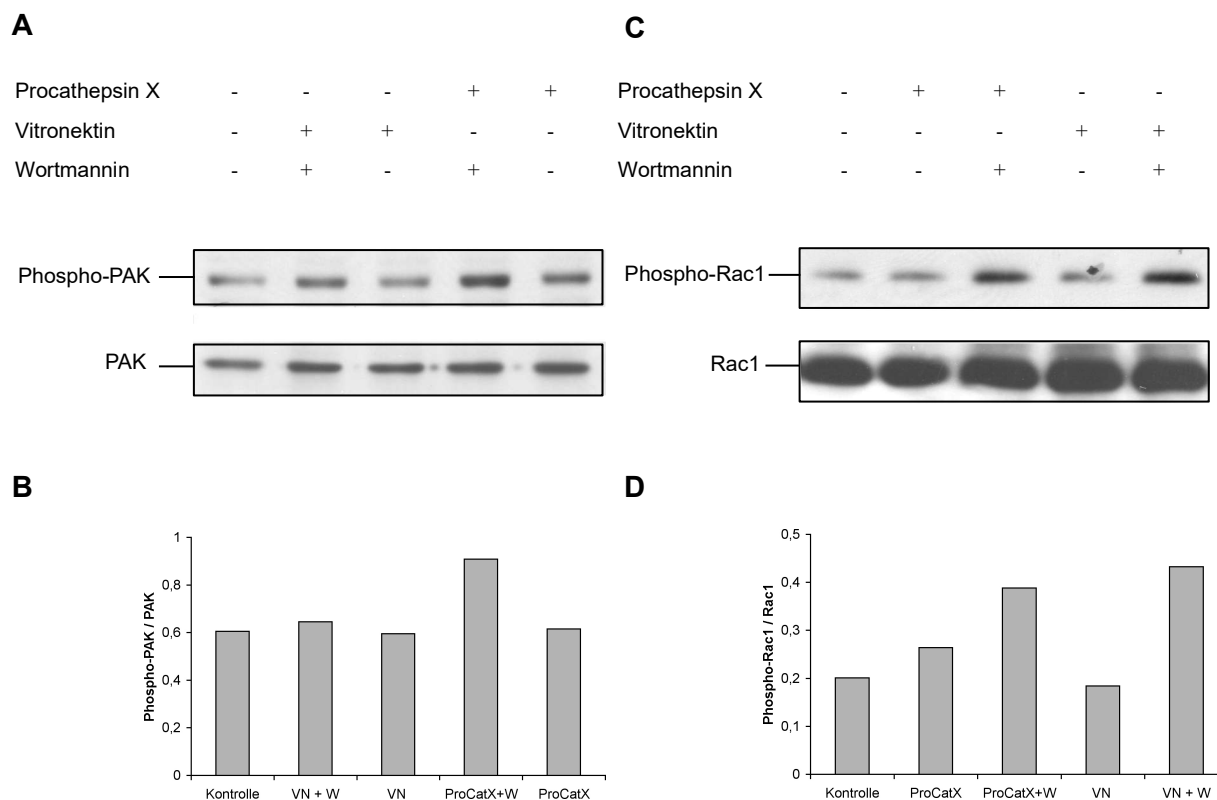 A
Procathepsin X - - - + +
Vitronektin - + + - -
Wortmannin - + - + -
Phospho-PAK
PAK
C
Procathepsin X - + + - -
Vitronektin - - - + +
Wortmannin - - + - +
Phospho-Rac1
Rac1
B
Phospho-PAK / PAK
1
0,8
0,6
0,4
0,2
0
Kontrolle VN + W VN ProCatX+W ProCatX
D
Phospho-Rac1 / Rac1
0,5
0,4
0,3
0,2
0,1
0
Kontrolle ProCatX ProCatX+W VN VN + W